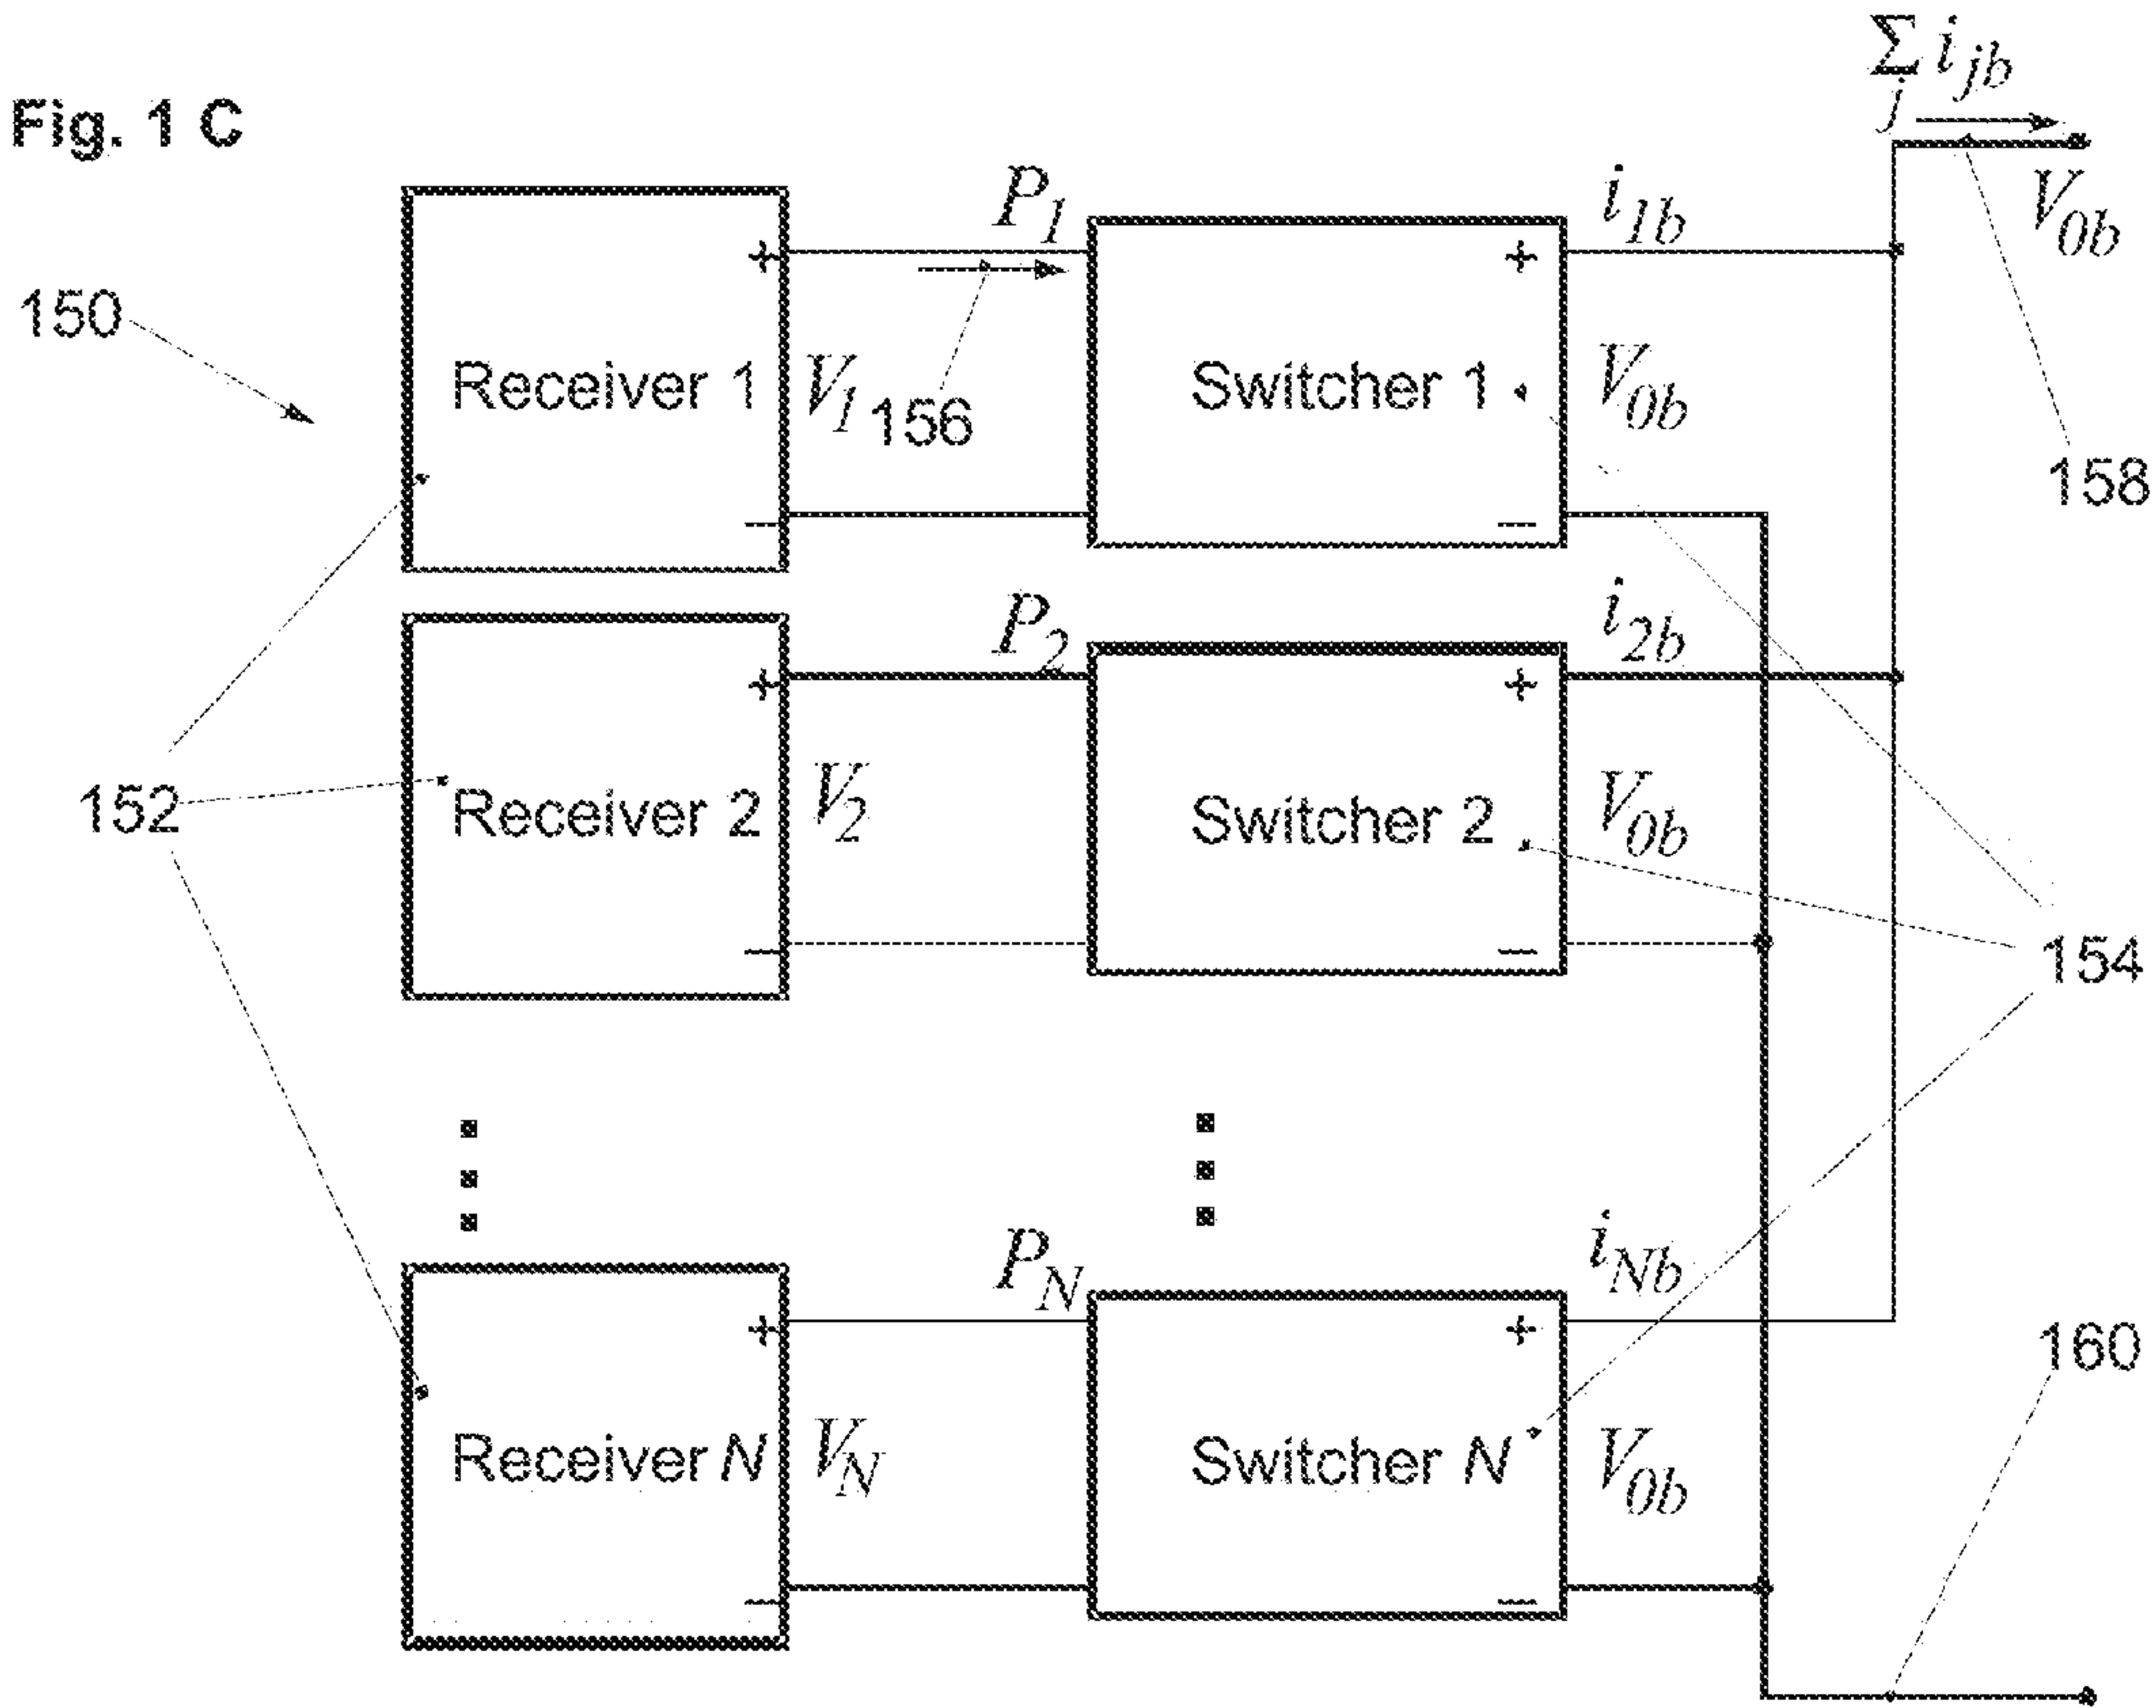 ∑ i_jb
j
Fig. 1 C
V_0b
P_1
i_1b
150
Receiver 1
+
−
V_1
156
Switcher 1
+
−
V_0b
158
P_2
i_2b
152
Receiver 2
+
−
V_2
Switcher 2
+
−
V_0b
154
P_N
i_Nb
160
Receiver N
+
−
V_N
Switcher N
+
−
V_0b